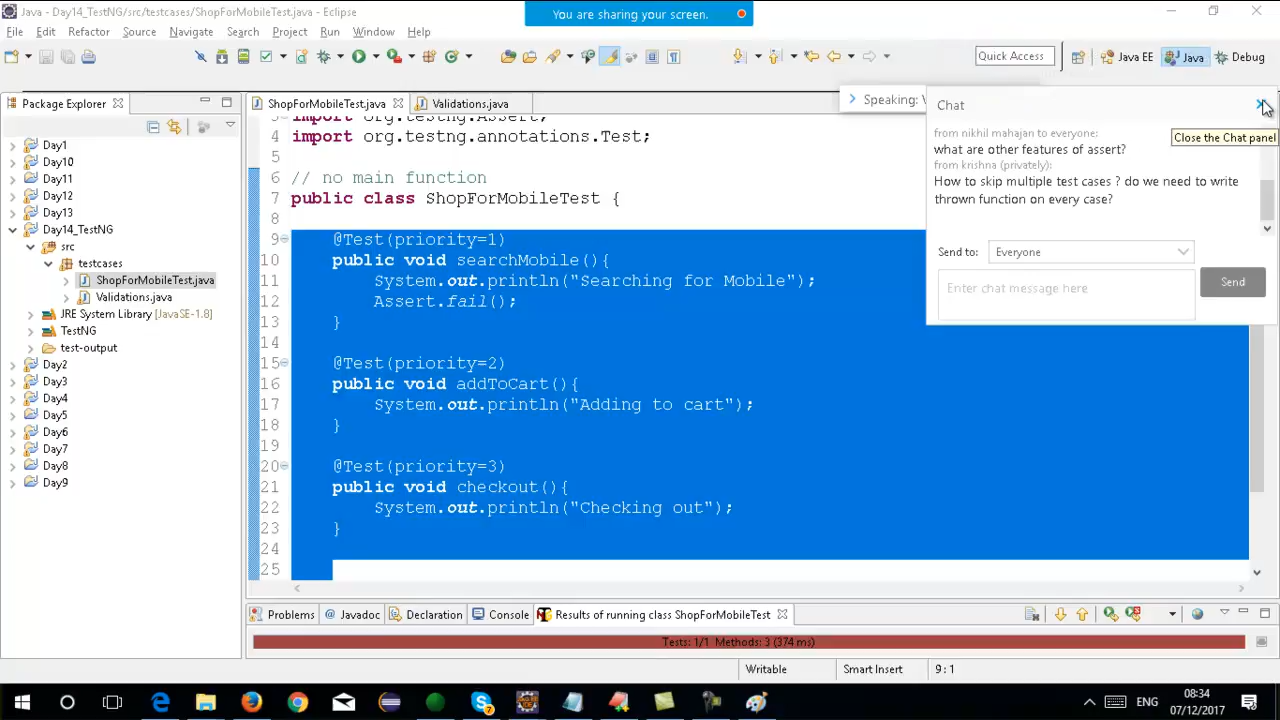 Java - Day14_TestNG/src/testcases/ShopForMobileTest.java - Eclipse
You are sharing your screen.
File Edit Refactor Source Navigate Search Project Run Window Help
Quick Access
Java EE
Java
Debug
Package Explorer
ShopForMobileTest.java
Validations.java
Speaking:
Chat
Close the Chat panel
from nikhil mahajan to everyone:
what are other features of assert?
from krishna (privately):
How to skip multiple test cases ? do we need to write
thrown function on every case?
Send to: Everyone
Enter chat message here
Send
Day1
Day10
Day11
Day12
Day13
Day14_TestNG
src
testcases
ShopForMobileTest.java
Validations.java
JRE System Library [JavaSE-1.8]
TestNG
test-output
Day2
Day3
Day4
Day5
Day6
Day7
Day8
Day9
3 import org.testng.Assert;
4 import org.testng.annotations.Test;
5
6 // no main function
7 public class ShopForMobileTest {
8
9 @Test(priority=1)
10 public void searchMobile(){
11 System.out.println("Searching for Mobile");
12 Assert.fail();
13 }
14
15 @Test(priority=2)
16 public void addToCart(){
17 System.out.println("Adding to cart");
18 }
19
20 @Test(priority=3)
21 public void checkout(){
22 System.out.println("Checking out");
23 }
24
25
Problems
@ Javadoc
Declaration
Console
Results of running class ShopForMobileTest
Tests: 1/1 Methods: 3 (374 ms)
Writable
Smart Insert
9 : 1
ENG
08:34
07/12/2017